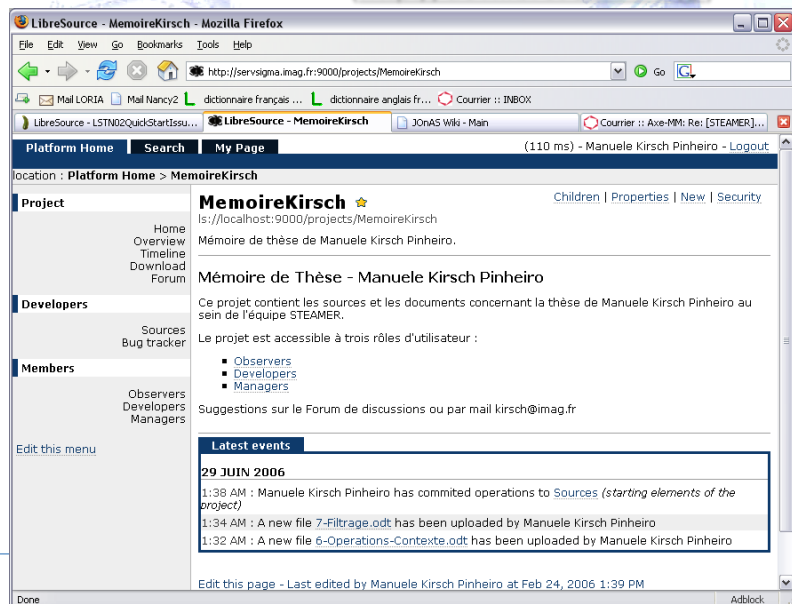 LibreSource - MemoireKirsch - Mozilla Firefox
File Edit View Go Bookmarks Tools Help
http://servsigma.imag.fr:9000/projects/MemoireKirsch Go
Mail LORIA Mail Nancy2 dictionnaire français ... dictionnaire anglais fr... Courrier :: INBOX
LibreSource - LSTN02QuickStartIssu... LibreSource - MemoireKirsch JOnAS Wiki - Main Courrier :: Axe-MM: Re: [STEAMER]...
Platform Home Search My Page (110 ms) - Manuele Kirsch Pinheiro - Logout
location : Platform Home > MemoireKirsch
Project
Home
Overview
Timeline
Download
Forum
Developers
Sources
Bug tracker
Members
Observers
Developers
Managers
Edit this menu
MemoireKirsch
Children | Properties | New | Security
ls://localhost:9000/projects/MemoireKirsch
Mémoire de thèse de Manuele Kirsch Pinheiro.
Mémoire de Thèse - Manuele Kirsch Pinheiro
Ce projet contient les sources et les documents concernant la thèse de Manuele Kirsch Pinheiro au
sein de l'équipe STEAMER.
Le projet est accessible à trois rôles d'utilisateur :
Observers
Developers
Managers
Suggestions sur le Forum de discussions ou par mail kirsch@imag.fr
Latest events
29 JUIN 2006
1:38 AM : Manuele Kirsch Pinheiro has commited operations to Sources (starting elements of the
project)
1:34 AM : A new file 7-Filtrage.odt has been uploaded by Manuele Kirsch Pinheiro
1:32 AM : A new file 6-Operations-Contexte.odt has been uploaded by Manuele Kirsch Pinheiro
Edit this page - Last edited by Manuele Kirsch Pinheiro at Feb 24, 2006 1:39 PM
Done Adblock